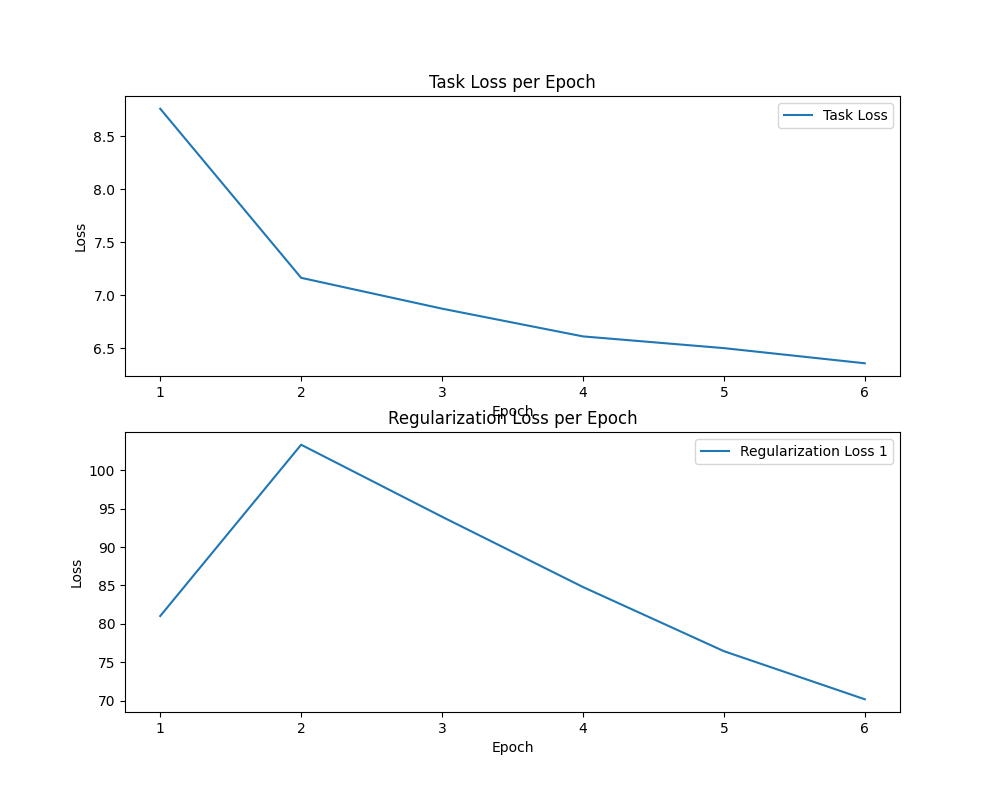 Task Loss per Epoch
Task Loss
Loss
8.5
8.0
7.5
7.0
6.5
1 2 3 4 5 6
Epoch
Regularization Loss per Epoch
Regularization Loss 1
Loss
100
95
90
85
80
75
70
1 2 3 4 5 6
Epoch